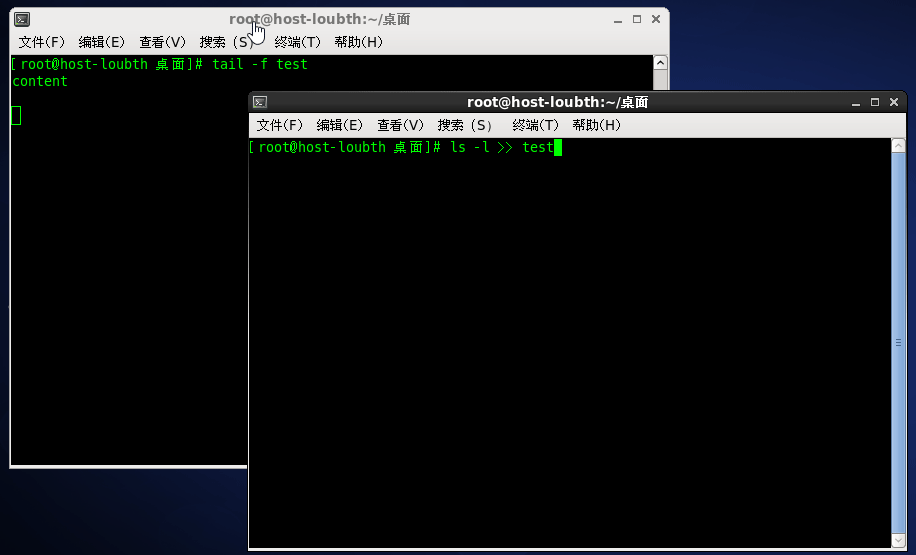 root@host-loubth:~/桌面
文件(F) 编辑(E) 查看(V) 搜索 (S) 终端(T) 帮助(H)
[root@host-loubth 桌面]# tail -f test
content
root@host-loubth:~/桌面
文件(F) 编辑(E) 查看(V) 搜索 (S) 终端(T) 帮助(H)
[root@host-loubth 桌面]# ls -l >> test